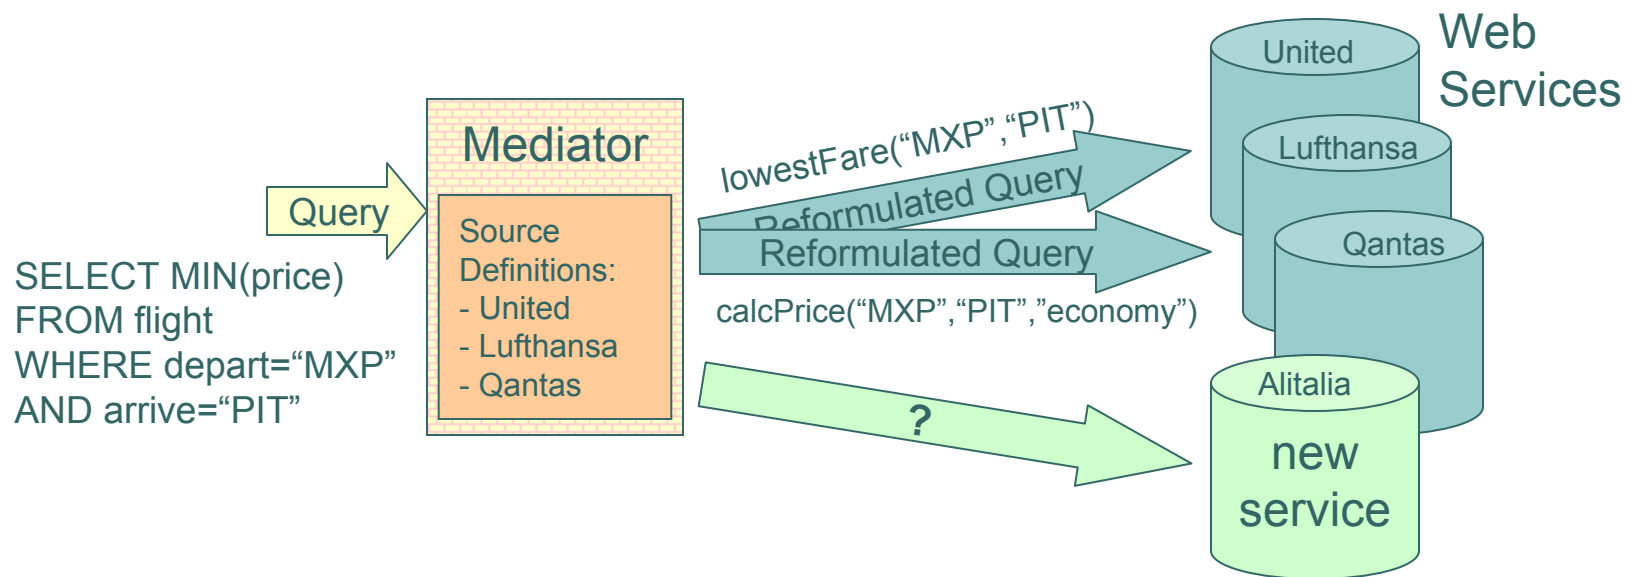 Web
Services
United
Lufthansa
Qantas
Alitalia
new
service
Mediator
Source
Definitions:
- United
- Lufthansa
- Qantas
Query
SELECT MIN(price)
FROM flight
WHERE depart=“MXP”
AND arrive=“PIT”
lowestFare(“MXP”,“PIT”)
Reformulated Query
Reformulated Query
calcPrice(“MXP”,“PIT”,”economy”)
?